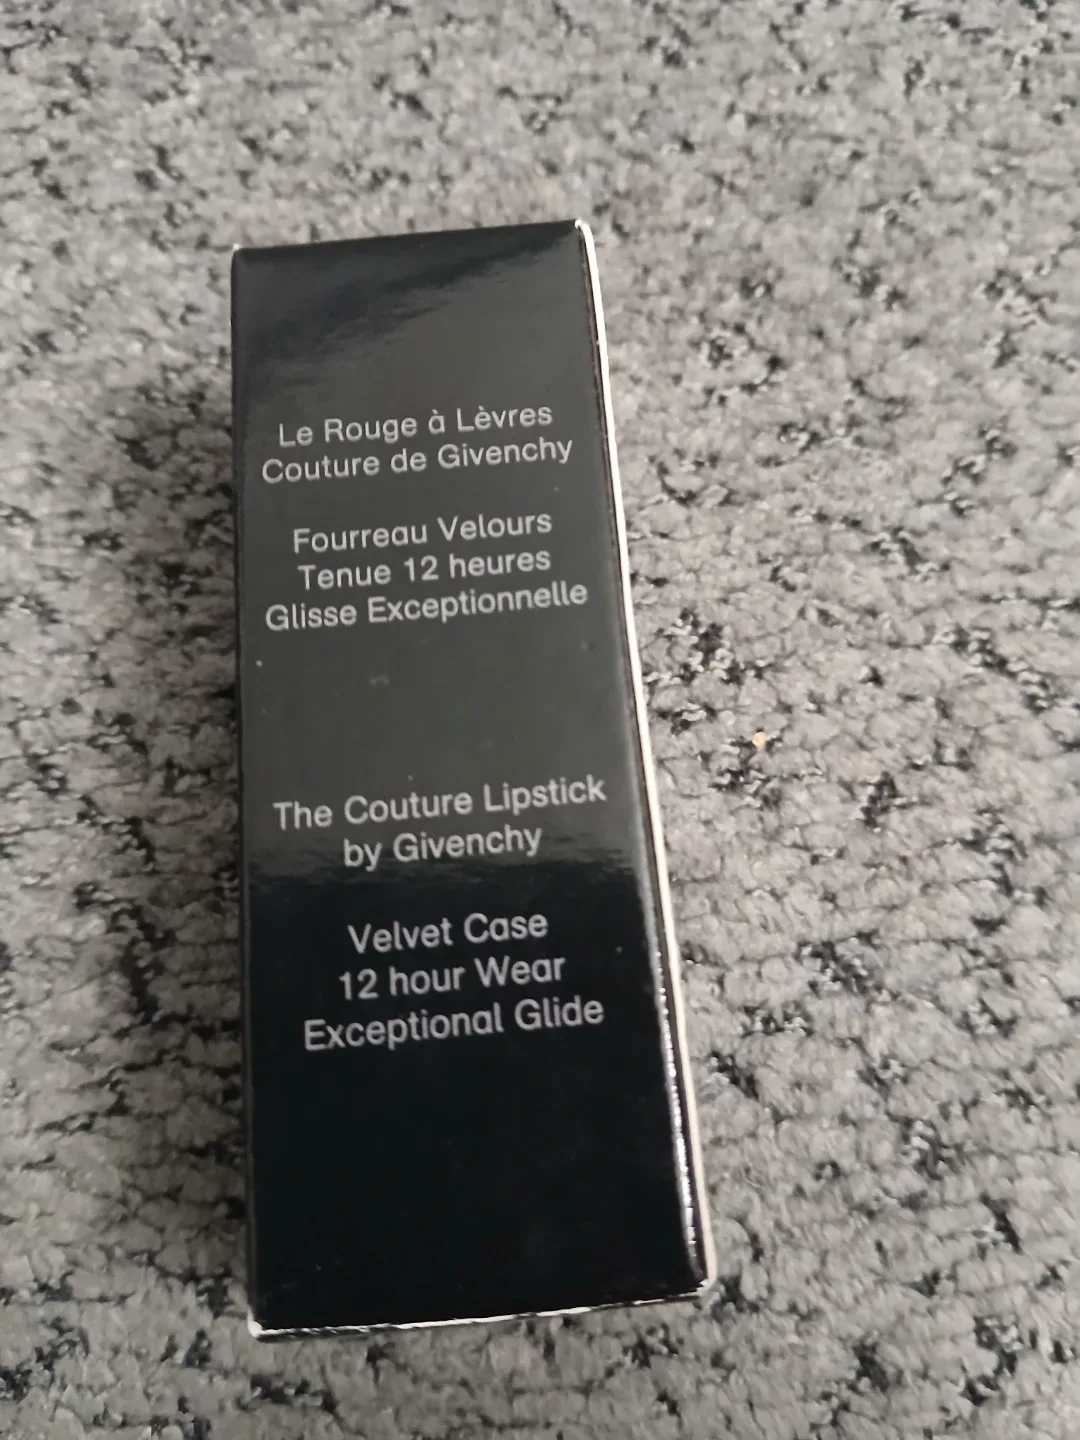 Le Rouge à Lèvres
Couture de Givenchy
Fourreau Velours
Tenue 12 heures
Glisse Exceptionnelle
The Couture Lipstick
by Givenchy
Velvet Case
12 hour Wear
Exceptional Glide